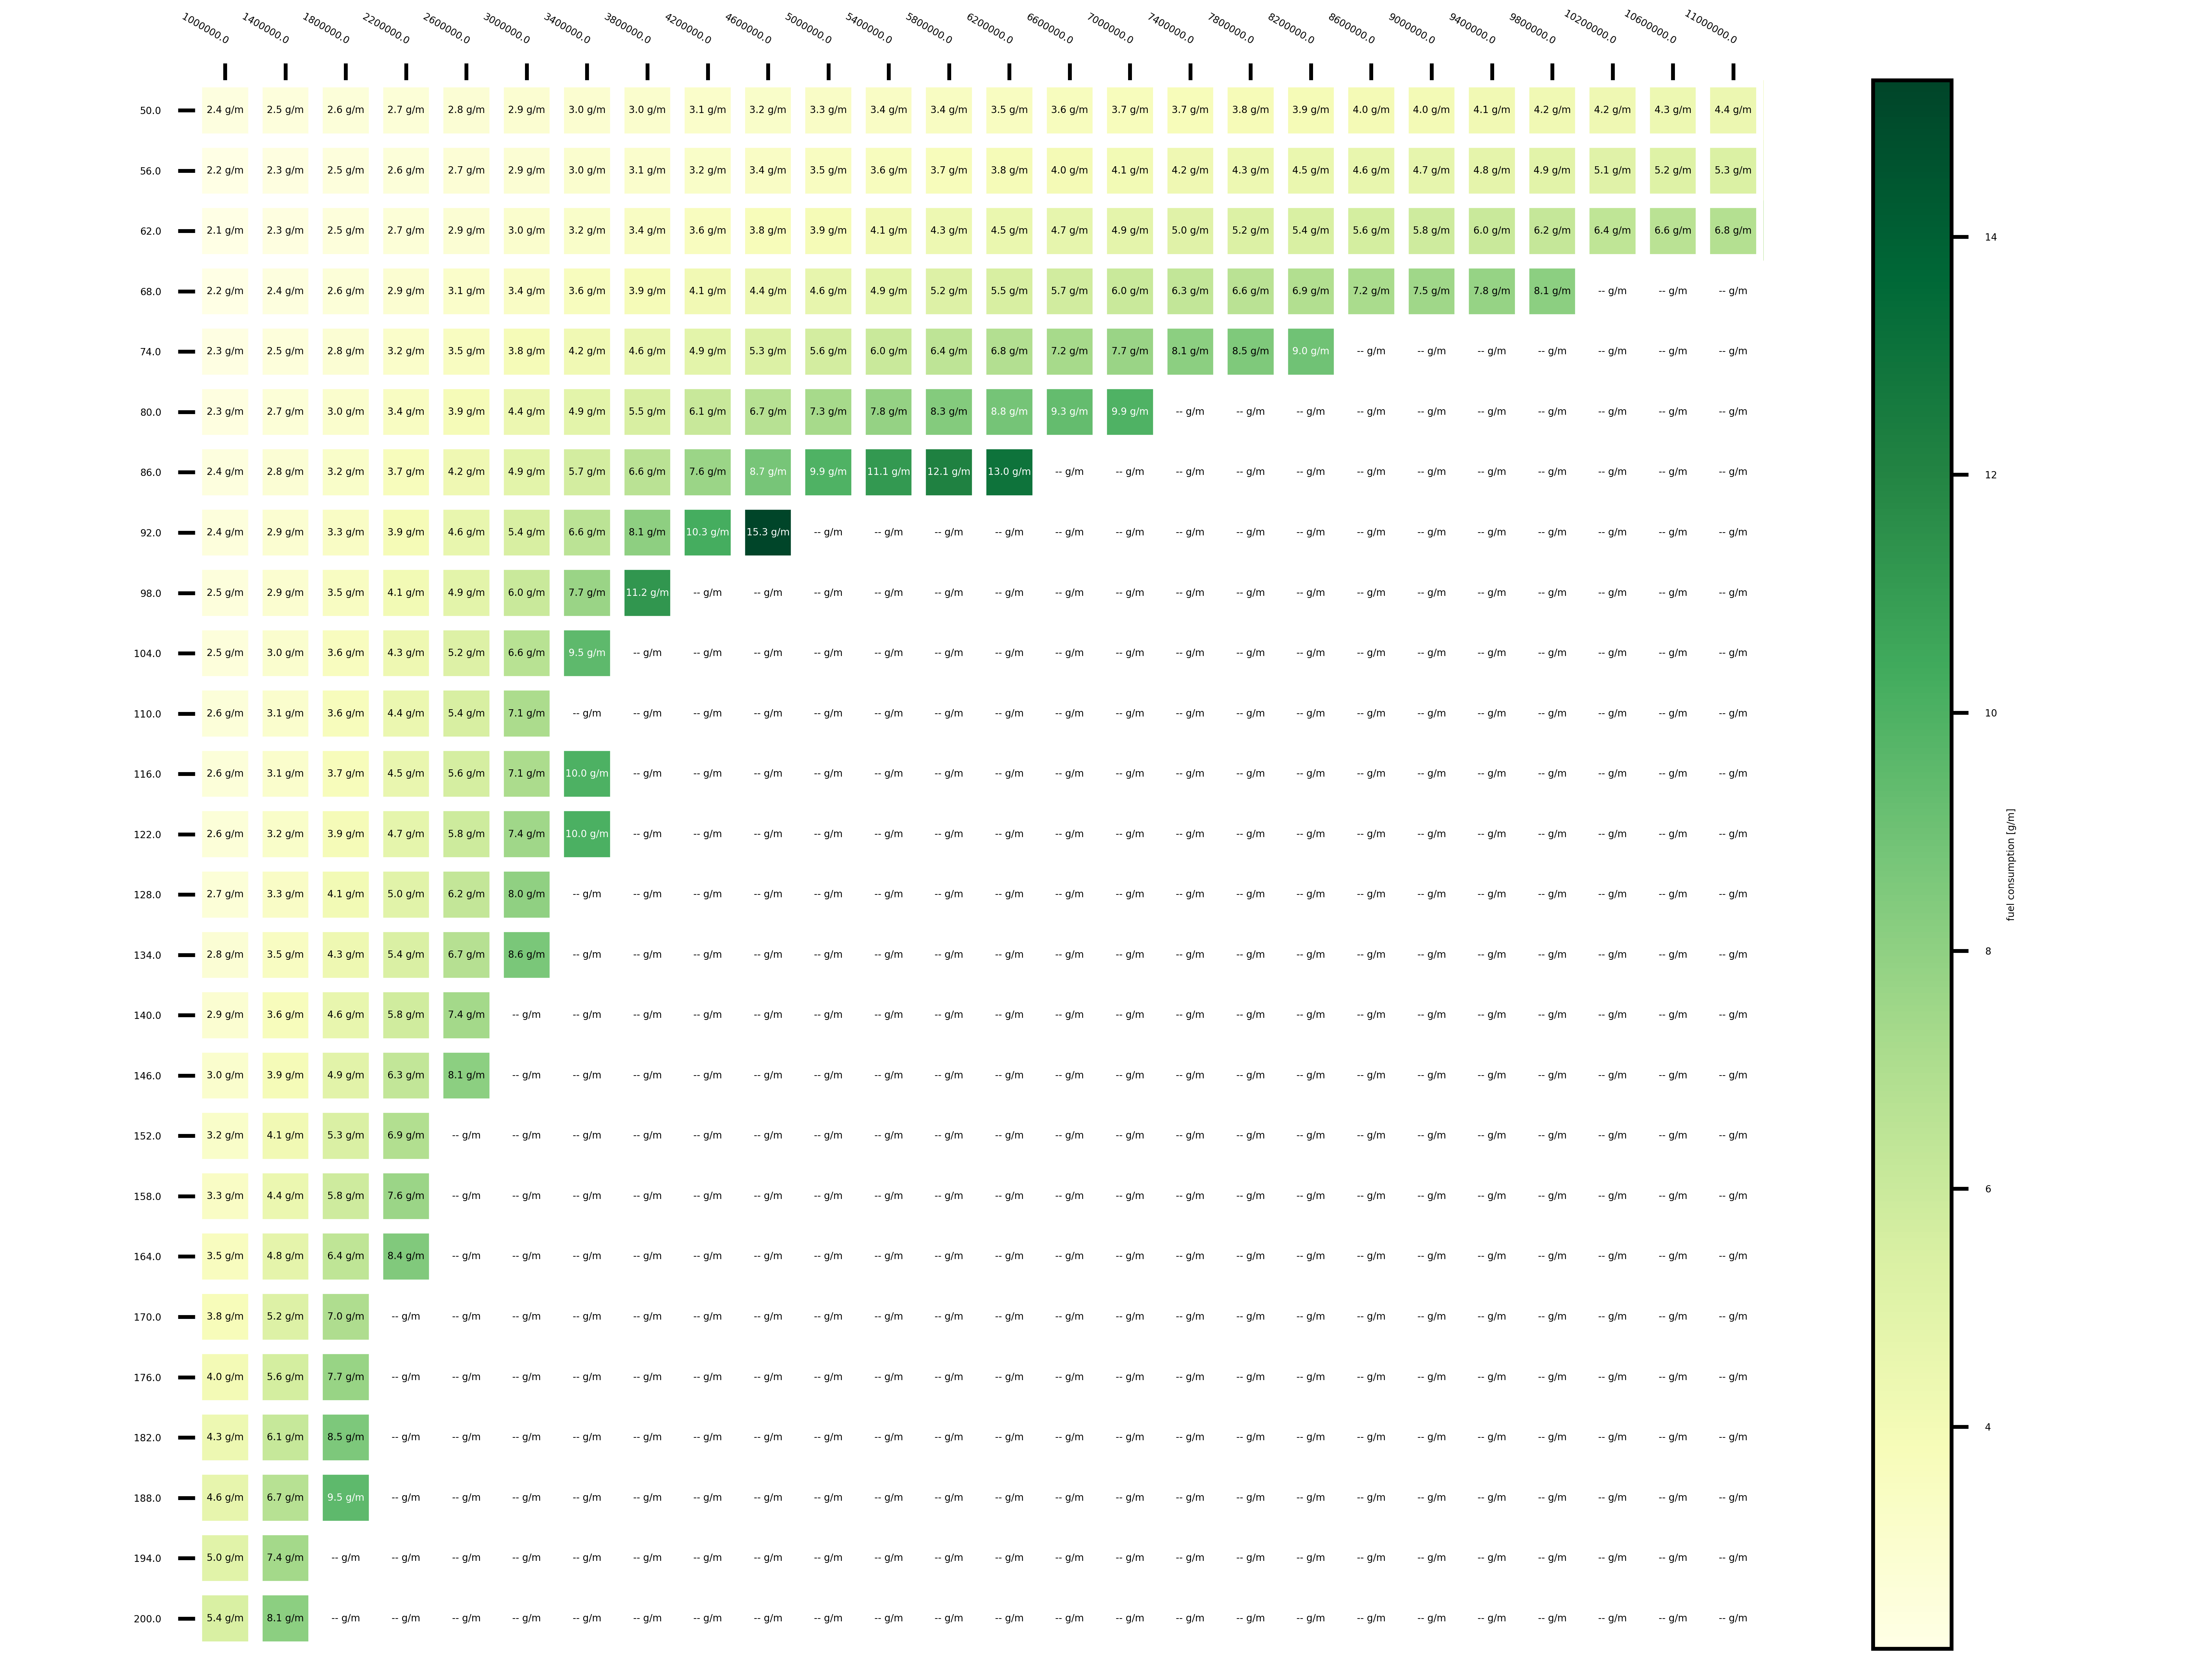 1000000.0 1400000.0 1800000.0 2200000.0 2600000.0 3000000.0 3400000.0 3800000.0 4200000.0 4600000.0 5000000.0 5400000.0 5800000.0 6200000.0 6600000.0 7000000.0 7400000.0 7800000.0 8200000.0 8600000.0 9000000.0 9400000.0 9800000.0 10200000.0 10600000.0 11000000.0
50.0 2.4 g/m 2.5 g/m 2.6 g/m 2.7 g/m 2.8 g/m 2.9 g/m 3.0 g/m 3.0 g/m 3.1 g/m 3.2 g/m 3.3 g/m 3.4 g/m 3.4 g/m 3.5 g/m 3.6 g/m 3.7 g/m 3.7 g/m 3.8 g/m 3.9 g/m 4.0 g/m 4.0 g/m 4.1 g/m 4.2 g/m 4.2 g/m 4.3 g/m 4.4 g/m
56.0 2.2 g/m 2.3 g/m 2.5 g/m 2.6 g/m 2.7 g/m 2.9 g/m 3.0 g/m 3.1 g/m 3.2 g/m 3.4 g/m 3.5 g/m 3.6 g/m 3.7 g/m 3.8 g/m 4.0 g/m 4.1 g/m 4.2 g/m 4.3 g/m 4.5 g/m 4.6 g/m 4.7 g/m 4.8 g/m 4.9 g/m 5.1 g/m 5.2 g/m 5.3 g/m
62.0 2.1 g/m 2.3 g/m 2.5 g/m 2.7 g/m 2.9 g/m 3.0 g/m 3.2 g/m 3.4 g/m 3.6 g/m 3.8 g/m 3.9 g/m 4.1 g/m 4.3 g/m 4.5 g/m 4.7 g/m 4.9 g/m 5.0 g/m 5.2 g/m 5.4 g/m 5.6 g/m 5.8 g/m 6.0 g/m 6.2 g/m 6.4 g/m 6.6 g/m 6.8 g/m
68.0 2.2 g/m 2.4 g/m 2.6 g/m 2.9 g/m 3.1 g/m 3.4 g/m 3.6 g/m 3.9 g/m 4.1 g/m 4.4 g/m 4.6 g/m 4.9 g/m 5.2 g/m 5.5 g/m 5.7 g/m 6.0 g/m 6.3 g/m 6.6 g/m 6.9 g/m 7.2 g/m 7.5 g/m 7.8 g/m 8.1 g/m -- g/m -- g/m -- g/m
74.0 2.3 g/m 2.5 g/m 2.8 g/m 3.2 g/m 3.5 g/m 3.8 g/m 4.2 g/m 4.6 g/m 4.9 g/m 5.3 g/m 5.6 g/m 6.0 g/m 6.4 g/m 6.8 g/m 7.2 g/m 7.7 g/m 8.1 g/m 8.5 g/m 9.0 g/m -- g/m -- g/m -- g/m -- g/m -- g/m -- g/m -- g/m
80.0 2.3 g/m 2.7 g/m 3.0 g/m 3.4 g/m 3.9 g/m 4.4 g/m 4.9 g/m 5.5 g/m 6.1 g/m 6.7 g/m 7.3 g/m 7.8 g/m 8.3 g/m 8.8 g/m 9.3 g/m 9.9 g/m -- g/m -- g/m -- g/m -- g/m -- g/m -- g/m -- g/m -- g/m -- g/m -- g/m
86.0 2.4 g/m 2.8 g/m 3.2 g/m 3.7 g/m 4.2 g/m 4.9 g/m 5.7 g/m 6.6 g/m 7.6 g/m 8.7 g/m 9.9 g/m 11.1 g/m 12.1 g/m 13.0 g/m -- g/m -- g/m -- g/m -- g/m -- g/m -- g/m -- g/m -- g/m -- g/m -- g/m -- g/m -- g/m
92.0 2.4 g/m 2.9 g/m 3.3 g/m 3.9 g/m 4.6 g/m 5.4 g/m 6.6 g/m 8.1 g/m 10.3 g/m 15.3 g/m -- g/m -- g/m -- g/m -- g/m -- g/m -- g/m -- g/m -- g/m -- g/m -- g/m -- g/m -- g/m -- g/m -- g/m -- g/m -- g/m
98.0 2.5 g/m 2.9 g/m 3.5 g/m 4.1 g/m 4.9 g/m 6.0 g/m 7.7 g/m 11.2 g/m -- g/m -- g/m -- g/m -- g/m -- g/m -- g/m -- g/m -- g/m -- g/m -- g/m -- g/m -- g/m -- g/m -- g/m -- g/m -- g/m -- g/m -- g/m
104.0 2.5 g/m 3.0 g/m 3.6 g/m 4.3 g/m 5.2 g/m 6.6 g/m 9.5 g/m -- g/m -- g/m -- g/m -- g/m -- g/m -- g/m -- g/m -- g/m -- g/m -- g/m -- g/m -- g/m -- g/m -- g/m -- g/m -- g/m -- g/m -- g/m -- g/m
110.0 2.6 g/m 3.1 g/m 3.6 g/m 4.4 g/m 5.4 g/m 7.1 g/m -- g/m -- g/m -- g/m -- g/m -- g/m -- g/m -- g/m -- g/m -- g/m -- g/m -- g/m -- g/m -- g/m -- g/m -- g/m -- g/m -- g/m -- g/m -- g/m -- g/m
116.0 2.6 g/m 3.1 g/m 3.7 g/m 4.5 g/m 5.6 g/m 7.1 g/m 10.0 g/m -- g/m -- g/m -- g/m -- g/m -- g/m -- g/m -- g/m -- g/m -- g/m -- g/m -- g/m -- g/m -- g/m -- g/m -- g/m -- g/m -- g/m -- g/m -- g/m
122.0 2.6 g/m 3.2 g/m 3.9 g/m 4.7 g/m 5.8 g/m 7.4 g/m 10.0 g/m -- g/m -- g/m -- g/m -- g/m -- g/m -- g/m -- g/m -- g/m -- g/m -- g/m -- g/m -- g/m -- g/m -- g/m -- g/m -- g/m -- g/m -- g/m -- g/m
128.0 2.7 g/m 3.3 g/m 4.1 g/m 5.0 g/m 6.2 g/m 8.0 g/m -- g/m -- g/m -- g/m -- g/m -- g/m -- g/m -- g/m -- g/m -- g/m -- g/m -- g/m -- g/m -- g/m -- g/m -- g/m -- g/m -- g/m -- g/m -- g/m -- g/m
134.0 2.8 g/m 3.5 g/m 4.3 g/m 5.4 g/m 6.7 g/m 8.6 g/m -- g/m -- g/m -- g/m -- g/m -- g/m -- g/m -- g/m -- g/m -- g/m -- g/m -- g/m -- g/m -- g/m -- g/m -- g/m -- g/m -- g/m -- g/m -- g/m -- g/m
140.0 2.9 g/m 3.6 g/m 4.6 g/m 5.8 g/m 7.4 g/m -- g/m -- g/m -- g/m -- g/m -- g/m -- g/m -- g/m -- g/m -- g/m -- g/m -- g/m -- g/m -- g/m -- g/m -- g/m -- g/m -- g/m -- g/m -- g/m -- g/m -- g/m
146.0 3.0 g/m 3.9 g/m 4.9 g/m 6.3 g/m 8.1 g/m -- g/m -- g/m -- g/m -- g/m -- g/m -- g/m -- g/m -- g/m -- g/m -- g/m -- g/m -- g/m -- g/m -- g/m -- g/m -- g/m -- g/m -- g/m -- g/m -- g/m -- g/m
152.0 3.2 g/m 4.1 g/m 5.3 g/m 6.9 g/m -- g/m -- g/m -- g/m -- g/m -- g/m -- g/m -- g/m -- g/m -- g/m -- g/m -- g/m -- g/m -- g/m -- g/m -- g/m -- g/m -- g/m -- g/m -- g/m -- g/m -- g/m -- g/m
158.0 3.3 g/m 4.4 g/m 5.8 g/m 7.6 g/m -- g/m -- g/m -- g/m -- g/m -- g/m -- g/m -- g/m -- g/m -- g/m -- g/m -- g/m -- g/m -- g/m -- g/m -- g/m -- g/m -- g/m -- g/m -- g/m -- g/m -- g/m -- g/m
164.0 3.5 g/m 4.8 g/m 6.4 g/m 8.4 g/m -- g/m -- g/m -- g/m -- g/m -- g/m -- g/m -- g/m -- g/m -- g/m -- g/m -- g/m -- g/m -- g/m -- g/m -- g/m -- g/m -- g/m -- g/m -- g/m -- g/m -- g/m -- g/m
170.0 3.8 g/m 5.2 g/m 7.0 g/m -- g/m -- g/m -- g/m -- g/m -- g/m -- g/m -- g/m -- g/m -- g/m -- g/m -- g/m -- g/m -- g/m -- g/m -- g/m -- g/m -- g/m -- g/m -- g/m -- g/m -- g/m -- g/m -- g/m
176.0 4.0 g/m 5.6 g/m 7.7 g/m -- g/m -- g/m -- g/m -- g/m -- g/m -- g/m -- g/m -- g/m -- g/m -- g/m -- g/m -- g/m -- g/m -- g/m -- g/m -- g/m -- g/m -- g/m -- g/m -- g/m -- g/m -- g/m -- g/m
182.0 4.3 g/m 6.1 g/m 8.5 g/m -- g/m -- g/m -- g/m -- g/m -- g/m -- g/m -- g/m -- g/m -- g/m -- g/m -- g/m -- g/m -- g/m -- g/m -- g/m -- g/m -- g/m -- g/m -- g/m -- g/m -- g/m -- g/m -- g/m
188.0 4.6 g/m 6.7 g/m 9.5 g/m -- g/m -- g/m -- g/m -- g/m -- g/m -- g/m -- g/m -- g/m -- g/m -- g/m -- g/m -- g/m -- g/m -- g/m -- g/m -- g/m -- g/m -- g/m -- g/m -- g/m -- g/m -- g/m -- g/m
194.0 5.0 g/m 7.4 g/m -- g/m -- g/m -- g/m -- g/m -- g/m -- g/m -- g/m -- g/m -- g/m -- g/m -- g/m -- g/m -- g/m -- g/m -- g/m -- g/m -- g/m -- g/m -- g/m -- g/m -- g/m -- g/m -- g/m -- g/m
200.0 5.4 g/m 8.1 g/m -- g/m -- g/m -- g/m -- g/m -- g/m -- g/m -- g/m -- g/m -- g/m -- g/m -- g/m -- g/m -- g/m -- g/m -- g/m -- g/m -- g/m -- g/m -- g/m -- g/m -- g/m -- g/m -- g/m -- g/m
14
12
10
8
6
4
fuel consumption [g/m]